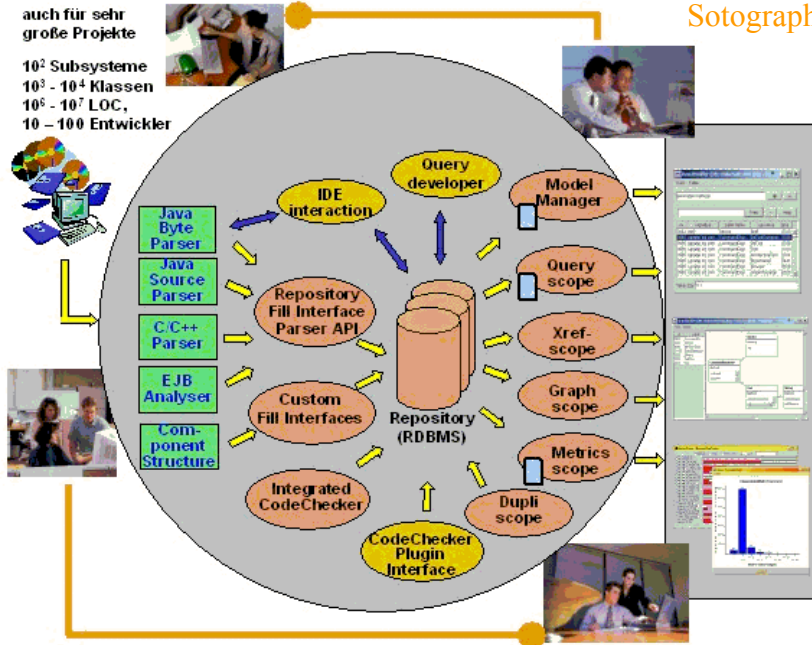 auch für sehr
große Projekte
10² Subsysteme
10³ - 10⁴ Klassen
10⁶ - 10⁷ LOC,
10 – 100 Entwickler
Sotograph
Java
Byte
Parser
Java
Source
Parser
C/C++
Parser
EJB
Analyser
Com-
ponent
Structure
IDE
interaction
Query
developer
Repository
Fill Interface
Parser API
Custom
Fill Interfaces
Integrated
CodeChecker
CodeChecker
Plugin
Interface
Repository
(RDBMS)
Model
Manager
Query
scope
Xref-
scope
Graph
scope
Metrics
scope
Dupli
scope